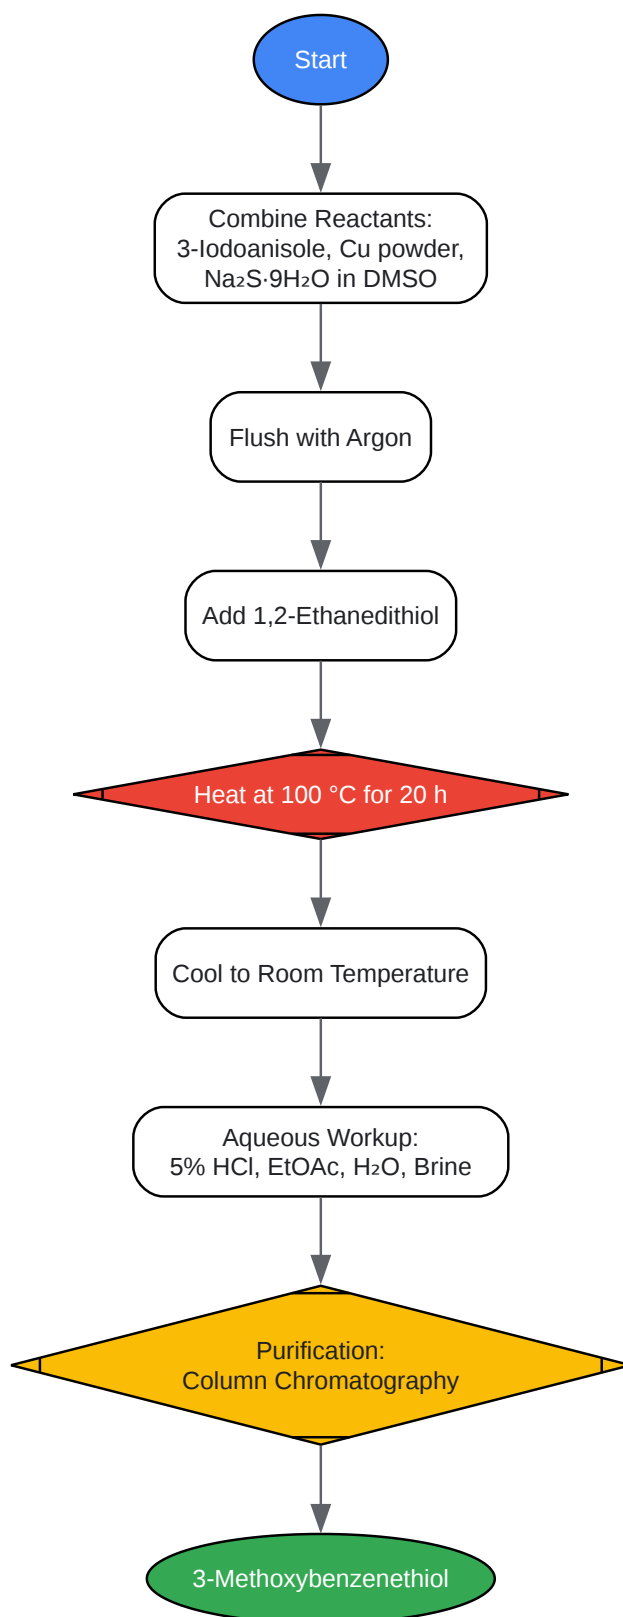 Start
Combine Reactants:
3-Iodoanisole, Cu powder,
Na₂S·9H₂O in DMSO
Flush with Argon
Add 1,2-Ethanedithiol
Heat at 100 °C for 20 h
Cool to Room Temperature
Aqueous Workup:
5% HCl, EtOAc, H₂O, Brine
Purification:
Column Chromatography
3-Methoxybenzenethiol